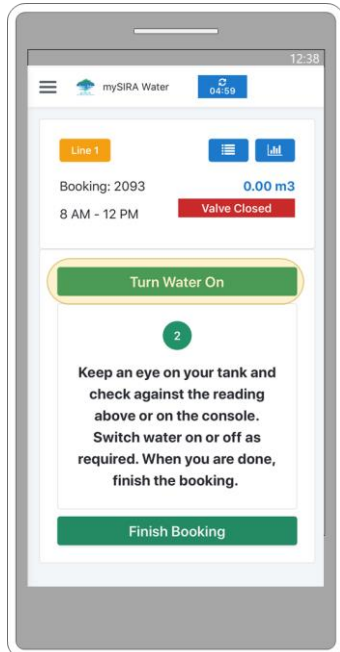 12:38
mySIRA Water
04:59
Line 1
Booking: 2093
0.00 m3
8 AM - 12 PM
Valve Closed
Turn Water On
2
Keep an eye on your tank and
check against the reading
above or on the console.
Switch water on or off as
required. When you are done,
finish the booking.
Finish Booking